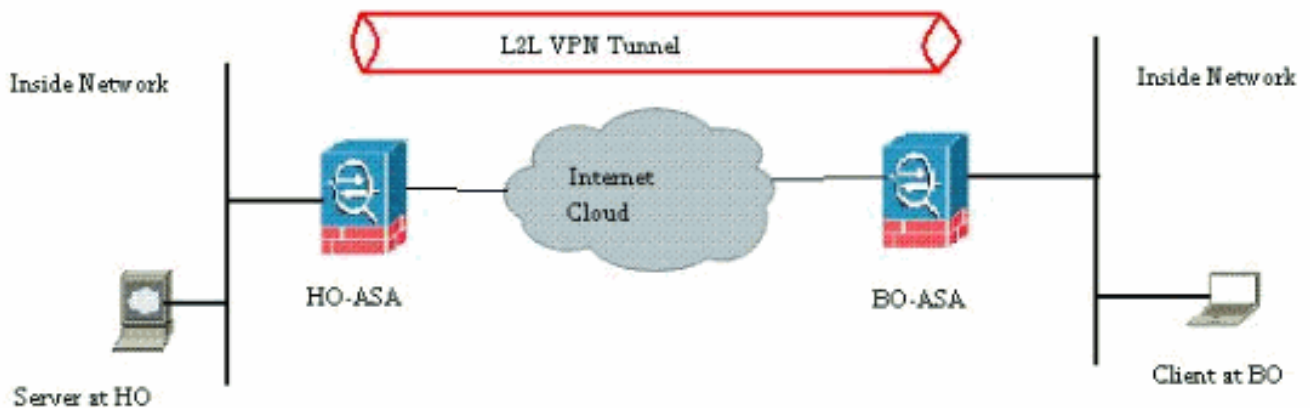 L2L VPN Tunnel
Inside Network
Inside Network
Internet
Cloud
HO-ASA
BO-ASA
Server at HO
Client at BO